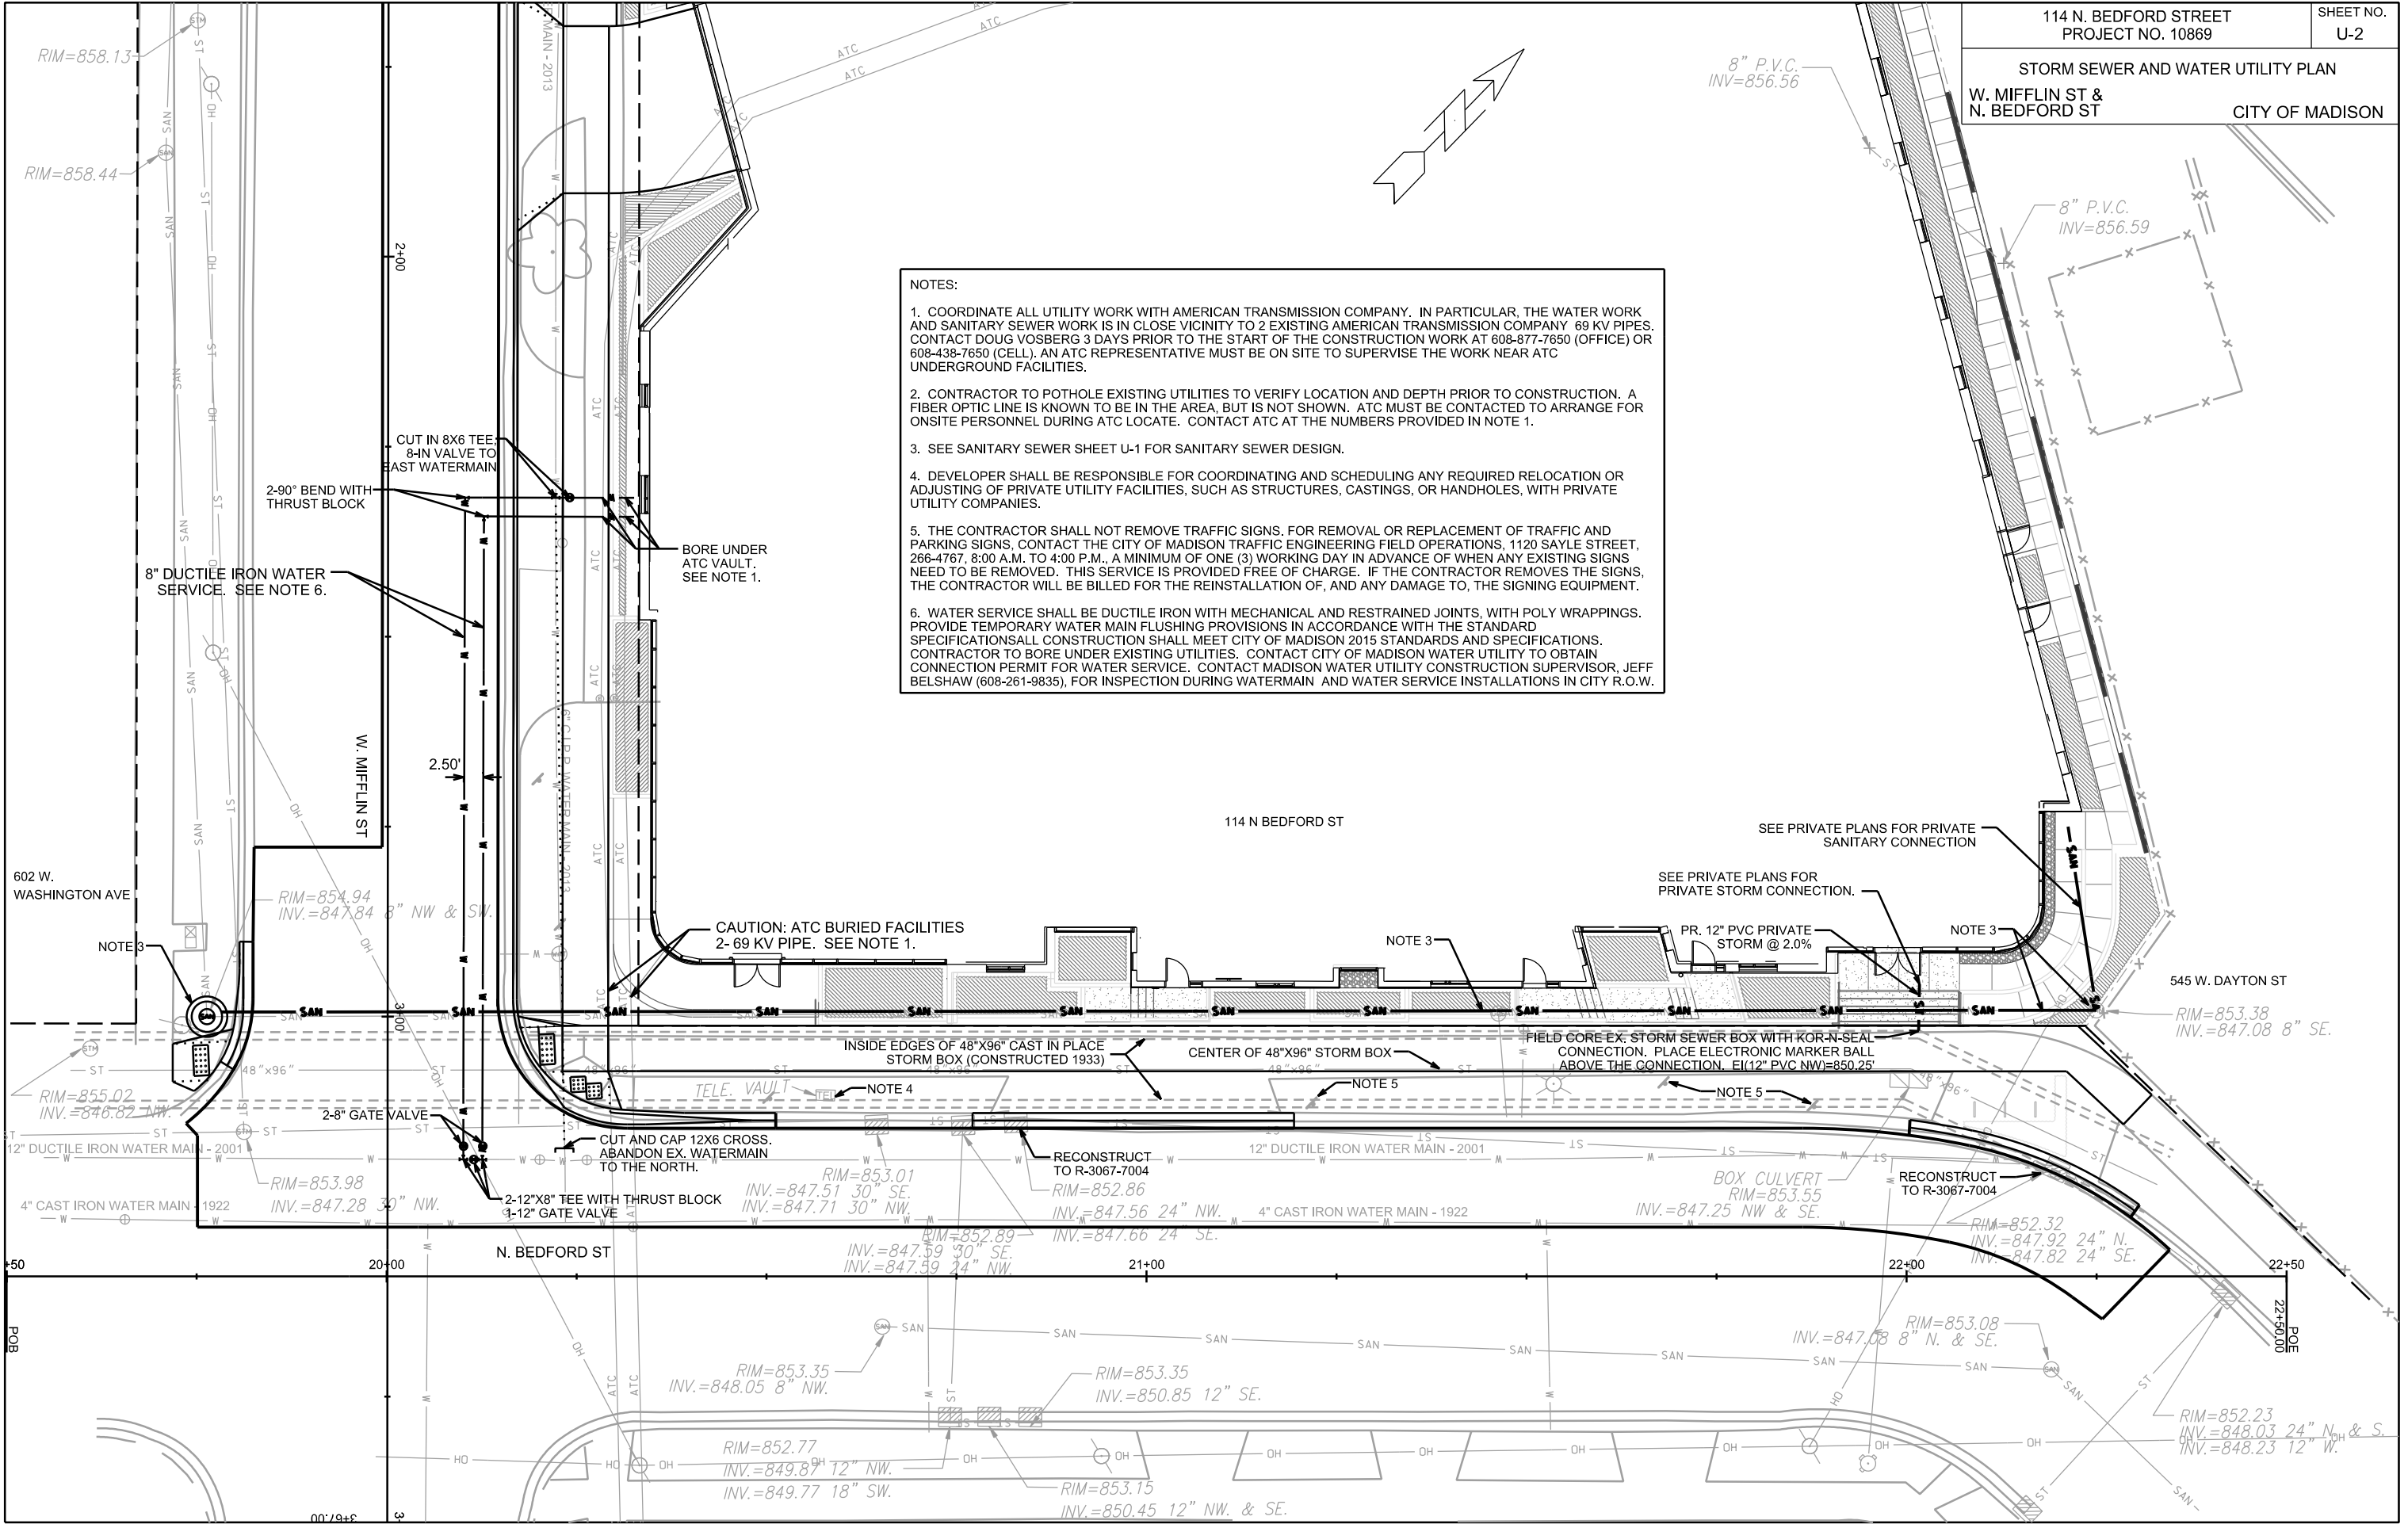 114 N. BEDFORD STREET
PROJECT NO. 10869
SHEET NO.
U-2
STORM SEWER AND WATER UTILITY PLAN
W. MIFFLIN ST &
N. BEDFORD ST
CITY OF MADISON
RIM=858.13
RIM=858.44
8" P.V.C.
INV=856.56
8" P.V.C.
INV=856.59
2+00
NOTES:
1. COORDINATE ALL UTILITY WORK WITH AMERICAN TRANSMISSION COMPANY. IN PARTICULAR, THE WATER WORK
AND SANITARY SEWER WORK IS IN CLOSE VICINITY TO 2 EXISTING AMERICAN TRANSMISSION COMPANY 69 KV PIPES.
CONTACT DOUG VOSBERG 3 DAYS PRIOR TO THE START OF THE CONSTRUCTION WORK AT 608-877-7650 (OFFICE) OR
608-438-7650 (CELL). AN ATC REPRESENTATIVE MUST BE ON SITE TO SUPERVISE THE WORK NEAR ATC
UNDERGROUND FACILITIES.
2. CONTRACTOR TO POTHOLE EXISTING UTILITIES TO VERIFY LOCATION AND DEPTH PRIOR TO CONSTRUCTION. A
FIBER OPTIC LINE IS KNOWN TO BE IN THE AREA, BUT IS NOT SHOWN. ATC MUST BE CONTACTED TO ARRANGE FOR
ONSITE PERSONNEL DURING ATC LOCATE. CONTACT ATC AT THE NUMBERS PROVIDED IN NOTE 1.
3. SEE SANITARY SEWER SHEET U-1 FOR SANITARY SEWER DESIGN.
4. DEVELOPER SHALL BE RESPONSIBLE FOR COORDINATING AND SCHEDULING ANY REQUIRED RELOCATION OR
ADJUSTING OF PRIVATE UTILITY FACILITIES, SUCH AS STRUCTURES, CASTINGS, OR HANDHOLES, WITH PRIVATE
UTILITY COMPANIES.
5. THE CONTRACTOR SHALL NOT REMOVE TRAFFIC SIGNS. FOR REMOVAL OR REPLACEMENT OF TRAFFIC AND
PARKING SIGNS, CONTACT THE CITY OF MADISON TRAFFIC ENGINEERING FIELD OPERATIONS, 1120 SAYLE STREET,
266-4767, 8:00 A.M. TO 4:00 P.M., A MINIMUM OF ONE (3) WORKING DAY IN ADVANCE OF WHEN ANY EXISTING SIGNS
NEED TO BE REMOVED. THIS SERVICE IS PROVIDED FREE OF CHARGE. IF THE CONTRACTOR REMOVES THE SIGNS,
THE CONTRACTOR WILL BE BILLED FOR THE REINSTALLATION OF, AND ANY DAMAGE TO, THE SIGNING EQUIPMENT.
6. WATER SERVICE SHALL BE DUCTILE IRON WITH MECHANICAL AND RESTRAINED JOINTS, WITH POLY WRAPPINGS.
PROVIDE TEMPORARY WATER MAIN FLUSHING PROVISIONS IN ACCORDANCE WITH THE STANDARD
SPECIFICATIONSALL CONSTRUCTION SHALL MEET CITY OF MADISON 2015 STANDARDS AND SPECIFICATIONS.
CONTRACTOR TO BORE UNDER EXISTING UTILITIES. CONTACT CITY OF MADISON WATER UTILITY TO OBTAIN
CONNECTION PERMIT FOR WATER SERVICE. CONTACT MADISON WATER UTILITY CONSTRUCTION SUPERVISOR, JEFF
BELSHAW (608-261-9835), FOR INSPECTION DURING WATERMAIN AND WATER SERVICE INSTALLATIONS IN CITY R.O.W.
CUT IN 8X6 TEE,
8-IN VALVE TO
EAST WATERMAIN
2-90° BEND WITH
THRUST BLOCK
BORE UNDER
ATC VAULT.
SEE NOTE 1.
8" DUCTILE IRON WATER
SERVICE. SEE NOTE 6.
W. MIFFLIN ST
2.50'
114 N BEDFORD ST
SEE PRIVATE PLANS FOR PRIVATE
SANITARY CONNECTION
SEE PRIVATE PLANS FOR
PRIVATE STORM CONNECTION.
602 W.
WASHINGTON AVE
RIM=854.94
INV.=847.84 8" NW & SW.
NOTE 3
CAUTION: ATC BURIED FACILITIES
2- 69 KV PIPE. SEE NOTE 1.
NOTE 3
PR. 12" PVC PRIVATE
STORM @ 2.0%
NOTE 3
545 W. DAYTON ST
RIM=853.38
INV.=847.08 8" SE.
3+00
INSIDE EDGES OF 48"X96" CAST IN PLACE
STORM BOX (CONSTRUCTED 1933)
CENTER OF 48"X96" STORM BOX
FIELD CORE EX. STORM SEWER BOX WITH KOR-N-SEAL
CONNECTION. PLACE ELECTRONIC MARKER BALL
ABOVE THE CONNECTION. EI(12" PVC NW)=850.25'
48"x96"
48"x96"
48"x96"
48"x96"
48"x96"
TELE. VAULT
NOTE 4
NOTE 5
NOTE 5
RIM=855.02
INV.=846.82 NW.
2-8" GATE VALVE
CUT AND CAP 12X6 CROSS.
ABANDON EX. WATERMAIN
TO THE NORTH.
12" DUCTILE IRON WATER MAIN - 2001
12" DUCTILE IRON WATER MAIN - 2001
RECONSTRUCT
TO R-3067-7004
RECONSTRUCT
TO R-3067-7004
RIM=853.98
INV.=847.28 30" NW.
2-12"X8" TEE WITH THRUST BLOCK
1-12" GATE VALVE
RIM=853.01
INV.=847.51 30" SE.
INV.=847.71 30" NW.
RIM=852.86
INV.=847.56 24" NW.
INV.=847.66 24" SE.
BOX CULVERT
RIM=853.55
INV.=847.25 NW & SE.
4" CAST IRON WATER MAIN - 1922
4" CAST IRON WATER MAIN - 1922
RIM=852.89
INV.=847.59 30" SE.
INV.=847.59 24" NW.
RIM=852.32
INV.=847.92 24" N.
INV.=847.82 24" SE.
N. BEDFORD ST
+50
20+00
21+00
22+00
22+50
POB
POE
22+50.00
RIM=853.08
INV.=847.08 8" N. & SE.
RIM=853.35
INV.=848.05 8" NW.
RIM=853.35
INV.=850.85 12" SE.
RIM=852.77
INV.=849.87 12" NW.
INV.=849.77 18" SW.
RIM=853.15
INV.=850.45 12" NW. & SE.
RIM=852.23
INV.=848.03 24" N. & S.
INV.=848.23 12" W.
3+67.00